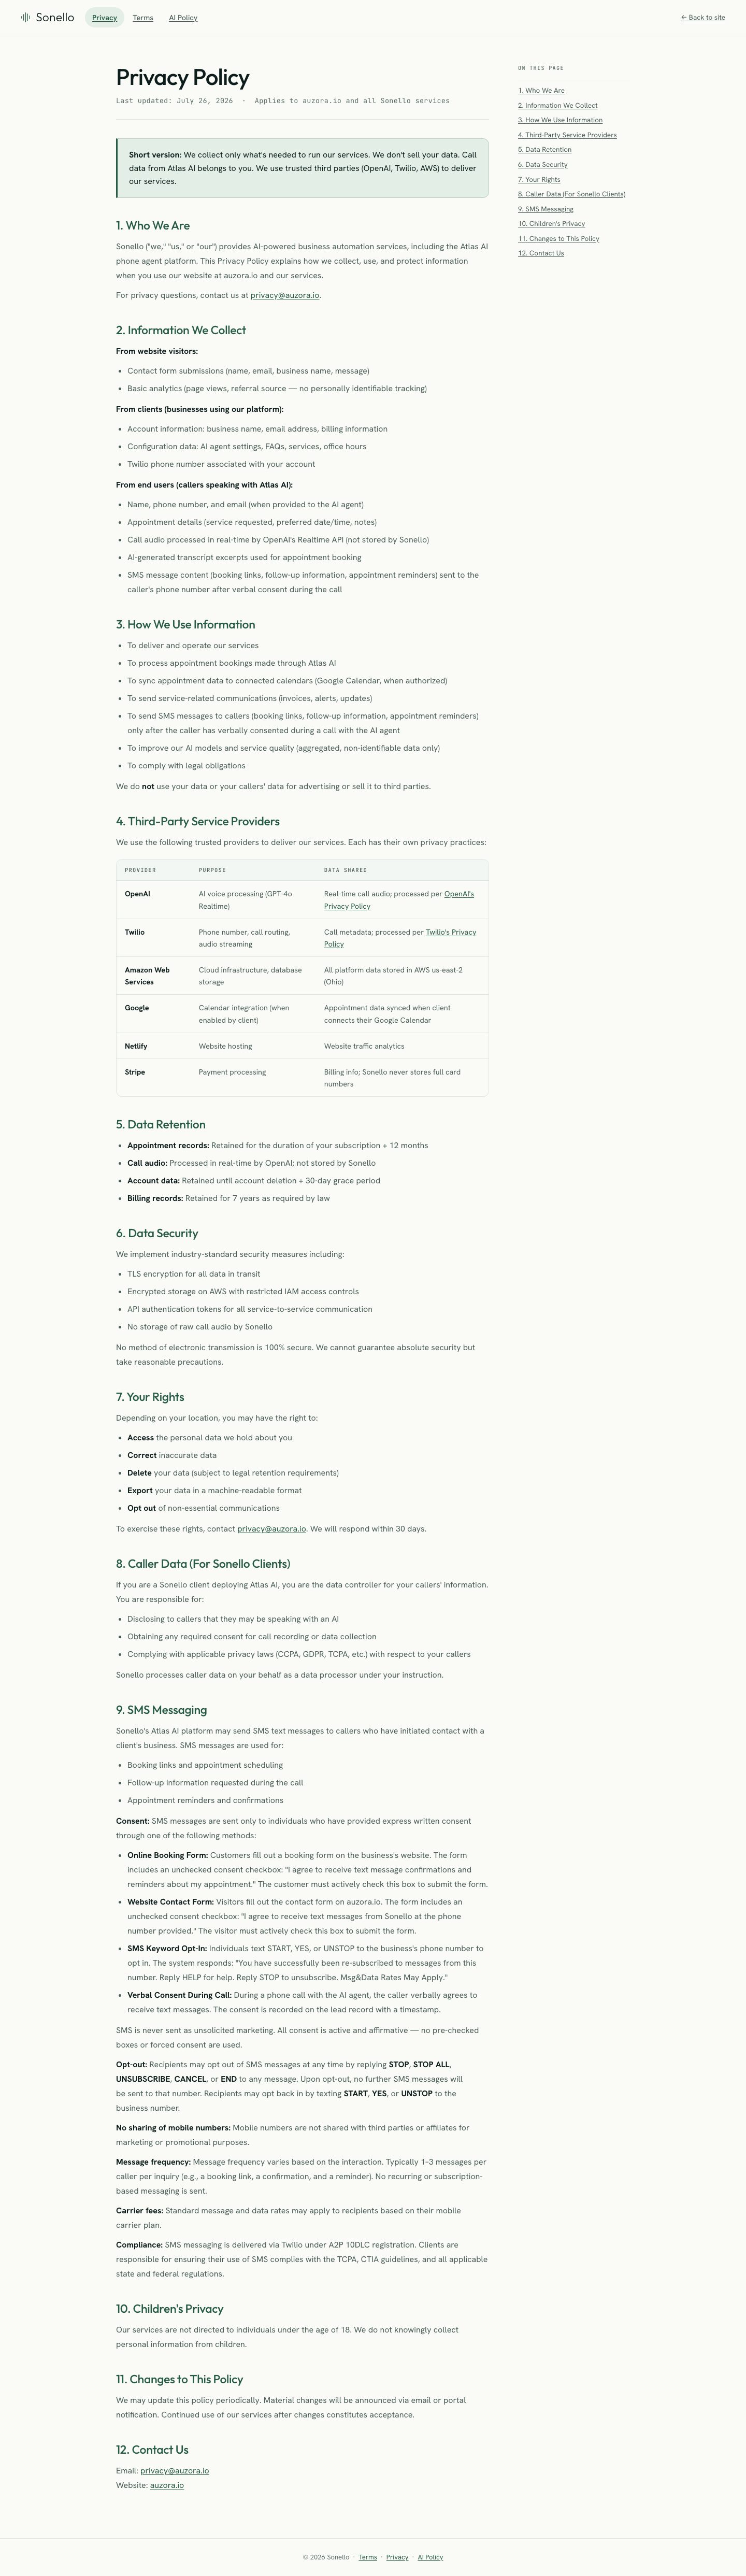 Sonello
Privacy
Terms
AI Policy
← Back to site
Privacy Policy
Last updated: July 26, 2026 · Applies to auzora.io and all Sonello services
Short version: We collect only what's needed to run our services. We don't sell your data. Call
data from Atlas AI belongs to you. We use trusted third parties (OpenAI, Twilio, AWS) to deliver
our services.
1. Who We Are
Sonello ("we," "us," or "our") provides AI-powered business automation services, including the Atlas AI
phone agent platform. This Privacy Policy explains how we collect, use, and protect information
when you use our website at auzora.io and our services.
For privacy questions, contact us at privacy@auzora.io.
2. Information We Collect
From website visitors:
• Contact form submissions (name, email, business name, message)
• Basic analytics (page views, referral source — no personally identifiable tracking)
From clients (businesses using our platform):
• Account information: business name, email address, billing information
• Configuration data: AI agent settings, FAQs, services, office hours
• Twilio phone number associated with your account
From end users (callers speaking with Atlas AI):
• Name, phone number, and email (when provided to the AI agent)
• Appointment details (service requested, preferred date/time, notes)
• Call audio processed in real-time by OpenAI's Realtime API (not stored by Sonello)
• AI-generated transcript excerpts used for appointment booking
• SMS message content (booking links, follow-up information, appointment reminders) sent to the
caller's phone number after verbal consent during the call
3. How We Use Information
• To deliver and operate our services
• To process appointment bookings made through Atlas AI
• To sync appointment data to connected calendars (Google Calendar, when authorized)
• To send service-related communications (invoices, alerts, updates)
• To send SMS messages to callers (booking links, follow-up information, appointment reminders)
only after the caller has verbally consented during a call with the AI agent
• To improve our AI models and service quality (aggregated, non-identifiable data only)
• To comply with legal obligations
We do not use your data or your callers' data for advertising or sell it to third parties.
4. Third-Party Service Providers
We use the following trusted providers to deliver our services. Each has their own privacy practices:
PROVIDER PURPOSE DATA SHARED
OpenAI AI voice processing (GPT-4o Real-time call audio; processed per OpenAI's
Realtime) Privacy Policy
Twilio Phone number, call routing, Call metadata; processed per Twilio's Privacy
audio streaming Policy
Amazon Web Cloud infrastructure, database All platform data stored in AWS us-east-2
Services storage (Ohio)
Google Calendar integration (when Appointment data synced when client
enabled by client) connects their Google Calendar
Netlify Website hosting Website traffic analytics
Stripe Payment processing Billing info; Sonello never stores full card
numbers
5. Data Retention
• Appointment records: Retained for the duration of your subscription + 12 months
• Call audio: Processed in real-time by OpenAI; not stored by Sonello
• Account data: Retained until account deletion + 30-day grace period
• Billing records: Retained for 7 years as required by law
6. Data Security
We implement industry-standard security measures including:
• TLS encryption for all data in transit
• Encrypted storage on AWS with restricted IAM access controls
• API authentication tokens for all service-to-service communication
• No storage of raw call audio by Sonello
No method of electronic transmission is 100% secure. We cannot guarantee absolute security but
take reasonable precautions.
7. Your Rights
Depending on your location, you may have the right to:
• Access the personal data we hold about you
• Correct inaccurate data
• Delete your data (subject to legal retention requirements)
• Export your data in a machine-readable format
• Opt out of non-essential communications
To exercise these rights, contact privacy@auzora.io. We will respond within 30 days.
8. Caller Data (For Sonello Clients)
If you are a Sonello client deploying Atlas AI, you are the data controller for your callers' information.
You are responsible for:
• Disclosing to callers that they may be speaking with an AI
• Obtaining any required consent for call recording or data collection
• Complying with applicable privacy laws (CCPA, GDPR, TCPA, etc.) with respect to your callers
Sonello processes caller data on your behalf as a data processor under your instruction.
9. SMS Messaging
Sonello's Atlas AI platform may send SMS text messages to callers who have initiated contact with a
client's business. SMS messages are used for:
• Booking links and appointment scheduling
• Follow-up information requested during the call
• Appointment reminders and confirmations
Consent: SMS messages are sent only to individuals who have provided express written consent
through one of the following methods:
• Online Booking Form: Customers fill out a booking form on the business's website. The form
includes an unchecked consent checkbox: "I agree to receive text message confirmations and
reminders about my appointment." The customer must actively check this box to submit the form.
• Website Contact Form: Visitors fill out the contact form on auzora.io. The form includes an
unchecked consent checkbox: "I agree to receive text messages from Sonello at the phone
number provided." The visitor must actively check this box to submit the form.
• SMS Keyword Opt-In: Individuals text START, YES, or UNSTOP to the business's phone number to
opt in. The system responds: "You have successfully been re-subscribed to messages from this
number. Reply HELP for help. Reply STOP to unsubscribe. Msg&Data Rates May Apply."
• Verbal Consent During Call: During a phone call with the AI agent, the caller verbally agrees to
receive text messages. The consent is recorded on the lead record with a timestamp.
SMS is never sent as unsolicited marketing. All consent is active and affirmative — no pre-checked
boxes or forced consent are used.
Opt-out: Recipients may opt out of SMS messages at any time by replying STOP, STOP ALL,
UNSUBSCRIBE, CANCEL, or END to any message. Upon opt-out, no further SMS messages will
be sent to that number. Recipients may opt back in by texting START, YES, or UNSTOP to the
business number.
No sharing of mobile numbers: Mobile numbers are not shared with third parties or affiliates for
marketing or promotional purposes.
Message frequency: Message frequency varies based on the interaction. Typically 1-3 messages per
caller per inquiry (e.g., a booking link, a confirmation, and a reminder). No recurring or subscription-
based messaging is sent.
Carrier fees: Standard message and data rates may apply to recipients based on their mobile
carrier plan.
Compliance: SMS messaging is delivered via Twilio under A2P 10DLC registration. Clients are
responsible for ensuring their use of SMS complies with the TCPA, CTIA guidelines, and all applicable
state and federal regulations.
10. Children's Privacy
Our services are not directed to individuals under the age of 18. We do not knowingly collect
personal information from children.
11. Changes to This Policy
We may update this policy periodically. Material changes will be announced via email or portal
notification. Continued use of our services after changes constitutes acceptance.
12. Contact Us
Email: privacy@auzora.io
Website: auzora.io
ON THIS PAGE
1. Who We Are
2. Information We Collect
3. How We Use Information
4. Third-Party Service Providers
5. Data Retention
6. Data Security
7. Your Rights
8. Caller Data (For Sonello Clients)
9. SMS Messaging
10. Children's Privacy
11. Changes to This Policy
12. Contact Us
© 2026 Sonello · Terms · Privacy · AI Policy